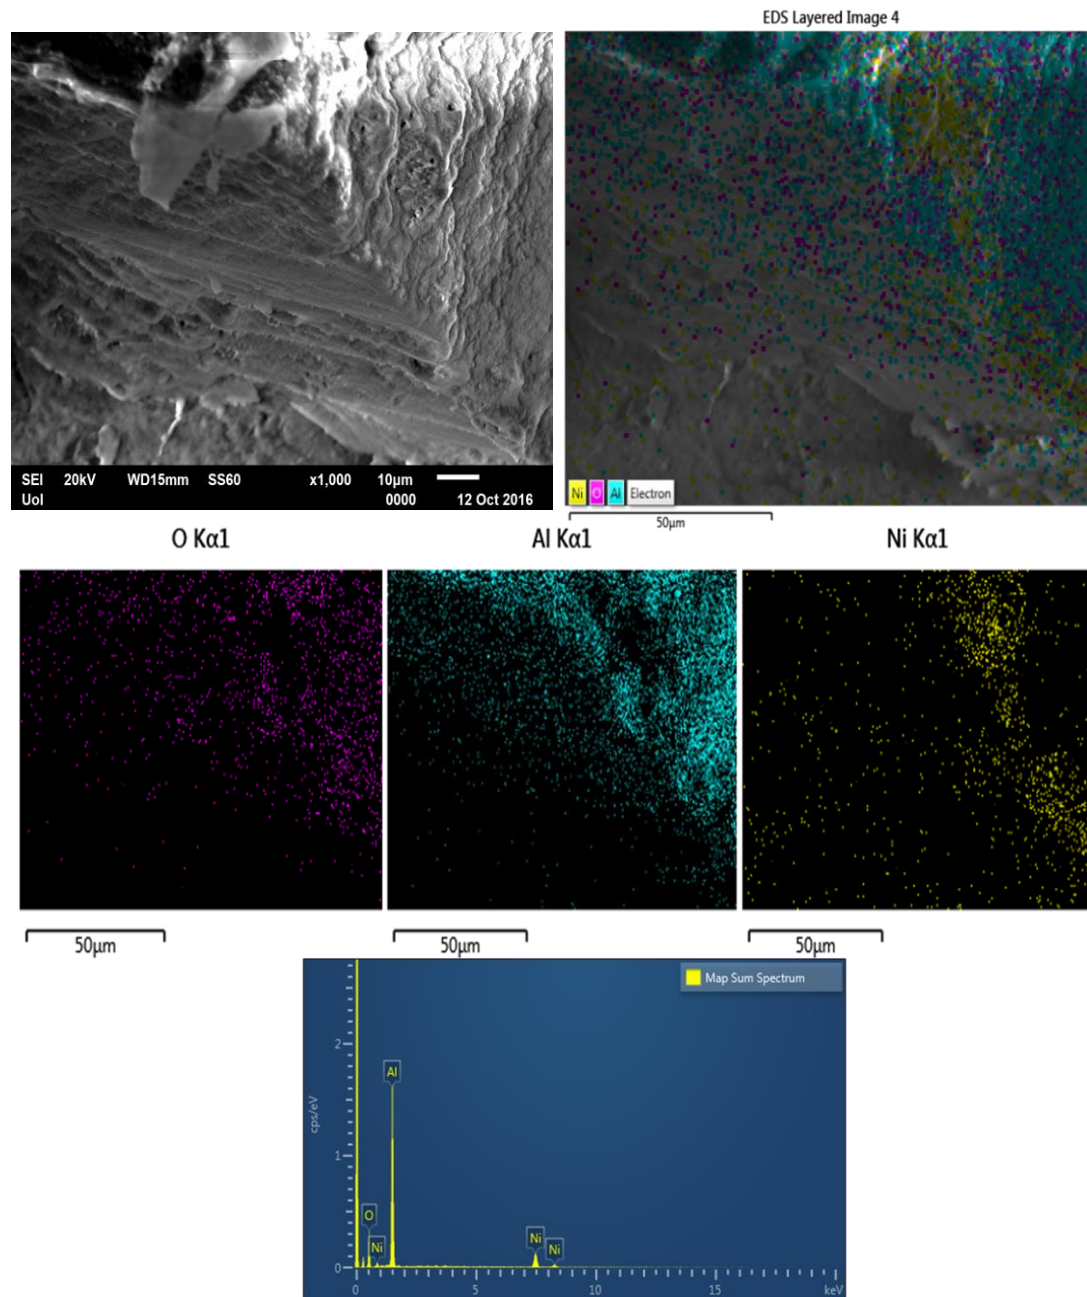 EDS Layered Image 4
SEI 20kV WD15mm SS60 x1,000 10µm
UoI 0000 12 Oct 2016
Ni O Al Electron
50µm
O Kα1 Al Kα1 Ni Kα1
50µm 50µm 50µm
Map Sum Spectrum
2
Al
cps/eV
1
O
Ni
Ni
Ni
0
0 5 10 15 keV